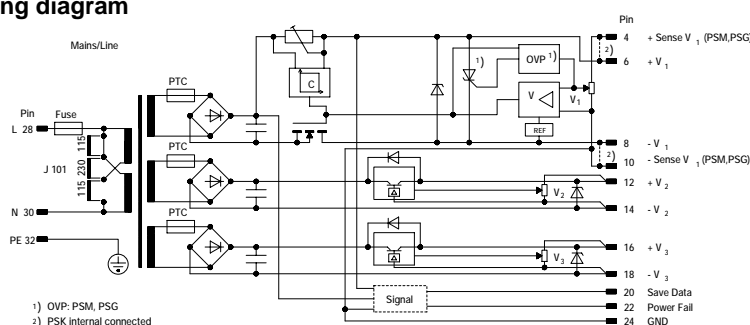 ng diagram
Pin
Mains/Line
4 + Sense V 1 (PSM,PSG)
2)
PTC
1)
OVP 1)
6 + V 1
C
V
V 1
Pin Fuse
L 28
REF
8 - V 1
2)
115
PTC
10 - Sense V 1 (PSM,PSG)
J 101
230
12 + V 2
115
V 2
N 30
14 - V 2
PTC
PE 32
16 + V 3
V 3
18 - V 3
20 Save Data
Signal
22 Power Fail
1) OVP: PSM, PSG
24 GND
2) PSK internal connected